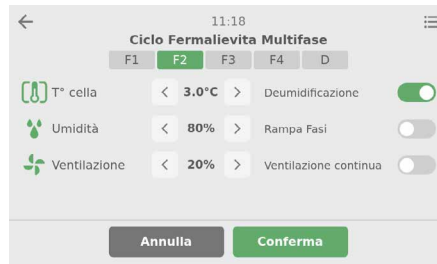 11:18
Ciclo Fermalievita Multifase
F1 F2 F3 F4 D
T° cella < 3.0°C > Deumidificazione
Umidità < 80% > Rampa Fasi
Ventilazione < 20% > Ventilazione continua
Annulla Conferma